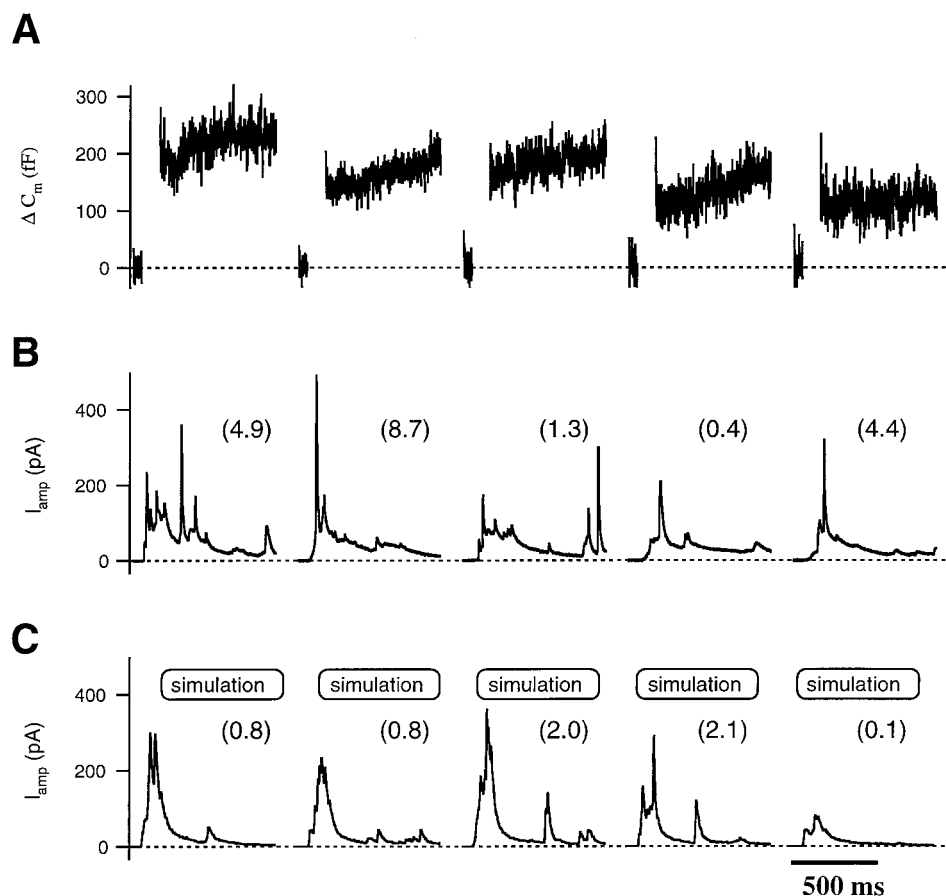 A
300
200
100
0
Δ Cm (fF)
B
400
200
0
Iamp (pA)
(4.9) (8.7) (1.3) (0.4) (4.4)
C
400
200
0
Iamp (pA)
simulation simulation simulation simulation simulation
(0.8) (0.8) (2.0) (2.1) (0.1)
500 ms